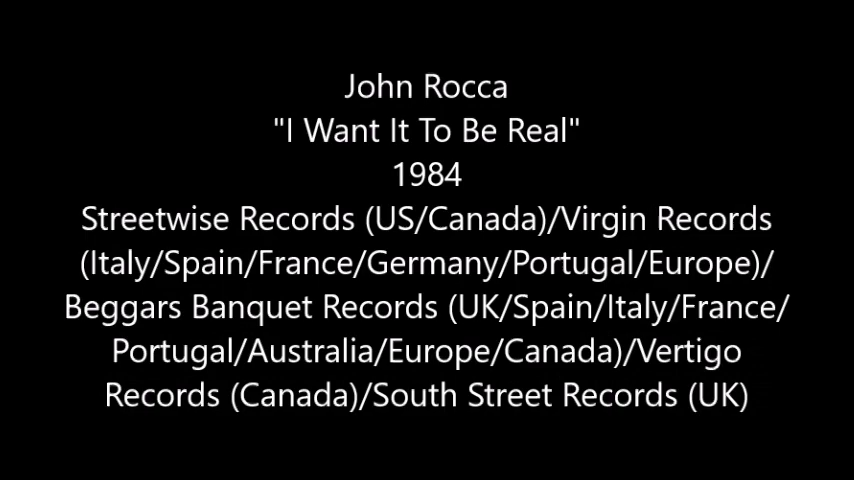 John Rocca
"I Want It To Be Real"
1984
Streetwise Records (US/Canada)/Virgin Records
(Italy/Spain/France/Germany/Portugal/Europe)/
Beggars Banquet Records (UK/Spain/Italy/France/
Portugal/Australia/Europe/Canada)/Vertigo
Records (Canada)/South Street Records (UK)